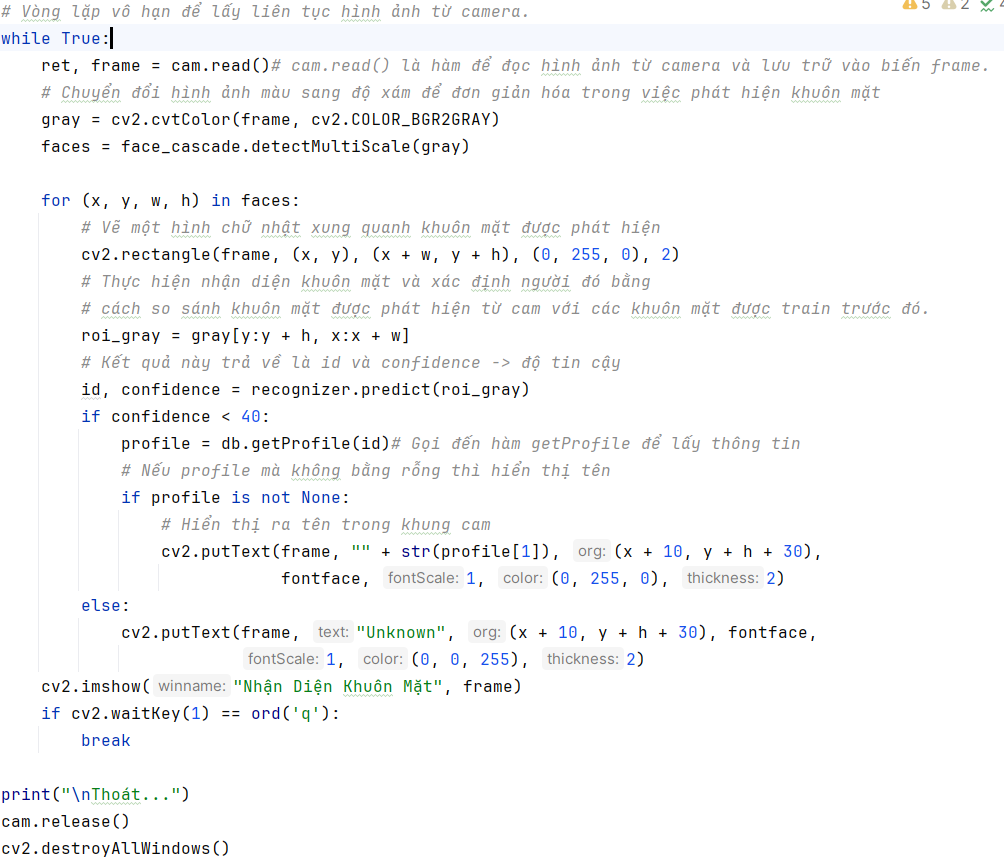 # Vòng lặp vô hạn để lấy liên tục hình ảnh từ camera.
5 2 4
while True:
    ret, frame = cam.read()# cam.read() là hàm để đọc hình ảnh từ camera và lưu trữ vào biến frame.
    # Chuyển đổi hình ảnh màu sang độ xám để đơn giản hóa trong việc phát hiện khuôn mặt
    gray = cv2.cvtColor(frame, cv2.COLOR_BGR2GRAY)
    faces = face_cascade.detectMultiScale(gray)
    for (x, y, w, h) in faces:
        # Vẽ một hình chữ nhật xung quanh khuôn mặt được phát hiện
        cv2.rectangle(frame, (x, y), (x + w, y + h), (0, 255, 0), 2)
        # Thực hiện nhận diện khuôn mặt và xác định người đó bằng
        # cách so sánh khuôn mặt được phát hiện từ cam với các khuôn mặt được train trước đó.
        roi_gray = gray[y:y + h, x:x + w]
        # Kết quả này trả về là id và confidence -> độ tin cậy
        id, confidence = recognizer.predict(roi_gray)
        if confidence < 40:
            profile = db.getProfile(id)# Gọi đến hàm getProfile để lấy thông tin
            # Nếu profile mà không bằng rỗng thì hiển thị tên
            if profile is not None:
                # Hiển thị ra tên trong khung cam
                cv2.putText(frame, "" + str(profile[1]), org: (x + 10, y + h + 30),
                            fontface, fontScale: 1, color: (0, 255, 0), thickness: 2)
        else:
            cv2.putText(frame, text: "Unknown", org: (x + 10, y + h + 30), fontface,
                        fontScale: 1, color: (0, 0, 255), thickness: 2)
    cv2.imshow( winname: "Nhận Diện Khuôn Mặt", frame)
    if cv2.waitKey(1) == ord('q'):
        break
print("\nThoát...")
cam.release()
cv2.destroyAllWindows()